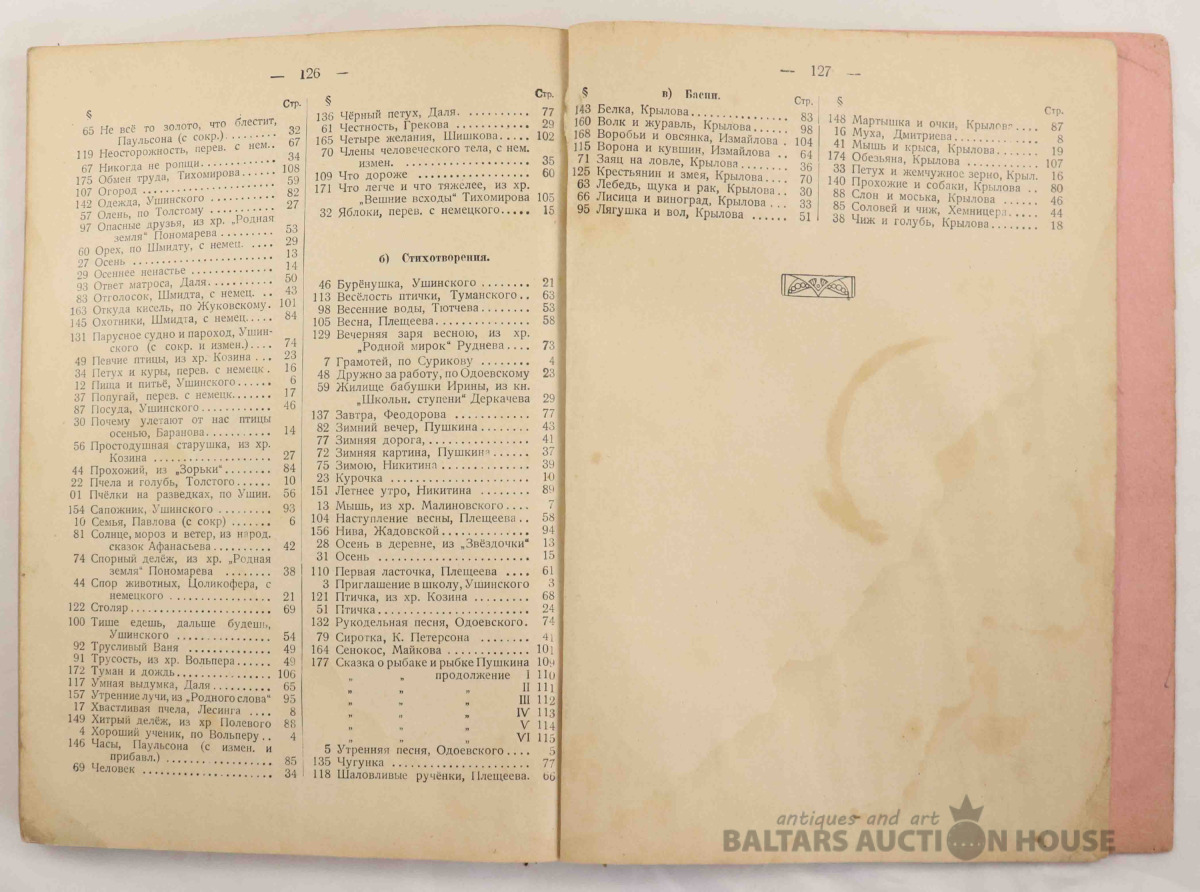 — 126 —
§ Стр.
65 Не всё то золото, что блестит,
Паульсона (с сокр.) ........ 32
119 Неосторожность, перев. с нем.. 67
67 Никогда не ропщи............ 34
175 Обмен труда, Тихомирова...... 108
107 Огород ............ 59
142 Одежда, Ушинского ........ 82
57 Олень, по Толстому ........ 27
97 Опасные друзья, из хр. „Родная
земля“ Пономарева ......... 53
60 Орех, по Шмидту, с немец. .... 29
27 Осень ............ 13
29 Осеннее ненастье ............ 14
93 Ответ матроса, Даля.......... 50
83 Отголосок, Шмидта, с немец. .. 43
163 Откуда кисель, по Жуковскому. 101
145 Охотники, Шмидта, с немец..... 84
131 Парусное судно и пароход, Ушин-
ского (с сокр. и измен.).... 74
49 Певчие птицы, из хр. Козина ... 23
34 Петух и куры, перев. с немецк . 16
12 Пища и питьё, Ушинского...... 6
37 Попугай, перев. с немецк...... 17
87 Посуда, Ушинского........... 46
30 Почему улетают от нас птицы
осенью, Баранова........... 14
56 Простодушная старушка, из хр.
Козина ............ 27
44 Прохожий, из „Зорьки“........ 84
22 Пчела и голубь, Толстого...... 10
01 Пчёлки на разведках, по Ушин. 56
154 Сапожник, Ушинского ......... 93
10 Семья, Павлова (с сокр) ....... 6
81 Солнце, мороз и ветер, из народ.
сказок Афанасьева.......... 42
74 Спорный делёж, из хр. „Родная
земля“ Пономарева ........ 38
44 Спор животных, Цоликофера, с
немецкого ............ 21
122 Столяр............ 69
100 Тише едешь, дальше будешь,
Ушинского ............ 54
92 Трусливый Ваня ............ 49
91 Трусость, из хр. Вольпера...... 49
172 Туман и дождь............ 106
117 Умная выдумка, Даля......... 65
157 Утренние лучи, из „Родного слова“ 95
17 Хвастливая пчела, Лесинга .... 8
149 Хитрый делёж, из хр Полевого 88
4 Хороший ученик, по Вольперу .. 4
146 Часы, Паульсона (с измен. и
прибавл.) ............ 85
69 Человек ............ 34
§ Стр.
136 Чёрный петух, Даля........... 77
61 Честность, Грекова ........... 29
165 Четыре желания, Шишкова..... 102
70 Члены человеческого тела, с нем.
измен. ............ 35
109 Что дороже ............ 60
171 Что легче и что тяжелее, из хр.
„Вешние всходы“ Тихомирова 105
32 Яблоки, перев. с немецкого..... 15
б) Стихотворения.
46 Бурёнушка, Ушинского ........ 21
113 Весёлость птички, Туманского.. 63
98 Весенние воды, Тютчева........ 53
105 Весна, Плещеева............ 58
129 Вечерняя заря весною, из хр.
„Родной мирок“ Руднева.... 73
7 Грамотей, по Сурикову ........ 4
48 Дружно за работу, по Одоевскому 23
59 Жилище бабушки Ирины, из кн.
„Школьн. ступени“ Деркачева 29
137 Завтра, Феодорова ............ 77
82 Зимний вечер, Пушкина ........ 43
77 Зимняя дорога,............ 41
72 Зимняя картина, Пушкина ..... 37
75 Зимою, Никитина ............ 39
23 Курочка ............ 10
151 Летнее утро, Никитина ........ 89
13 Мышь, из хр. Малиновского.... 7
104 Наступление весны, Плещеева.. 58
156 Нива, Жадовской............ 94
28 Осень в деревне, из „Звёздочки“ 13
31 Осень ............ 15
110 Первая ласточка, Плещеева .... 61
3 Приглашение в школу, Ушинского 3
121 Птичка, из хр. Козина ......... 68
51 Птичка............ 24
132 Рукодельная песня, Одоевского. 74
79 Сиротка, К. Петерсона ........ 41
164 Сенокос, Майкова ............ 101
177 Сказка о рыбаке и рыбке Пушкина 109
„ „ продолжение I 110
„ „ „ II 111
„ „ „ III 112
„ „ „ IV 113
„ „ „ V 114
„ „ „ VI 115
5 Утренняя песня, Одоевского.... 5
135 Чугунка ............ 77
118 Шаловливые ручёнки, Плещеева. 66
— 127 —
в) Басни.
§ Стр.
143 Белка, Крылова............ 83
160 Волк и журавль, Крылова....... 98
168 Воробьи и овсянка, Измайлова . 104
115 Ворона и кувшин, Измайлова .. 64
71 Заяц на ловле, Крылова........ 36
125 Крестьянин и змея, Крылова.... 70
63 Лебедь, щука и рак, Крылова.. 30
66 Лисица и виноград, Крылова ... 33
95 Лягушка и вол, Крылова ...... 51
§ Стр.
148 Мартышка и очки, Крылова .... 87
16 Муха, Дмитриева............ 8
41 Мышь и крыса, Крылова....... 19
174 Обезьяна, Крылова ............ 107
33 Петух и жемчужное зерно, Крыл. 16
140 Прохожие и собаки, Крылова .. 80
88 Слон и моська, Крылова ...... 46
85 Соловей и чиж, Хемницера..... 44
38 Чиж и голубь, Крылова........ 18
antiques and art
BALTARS AUCTION HOUSE